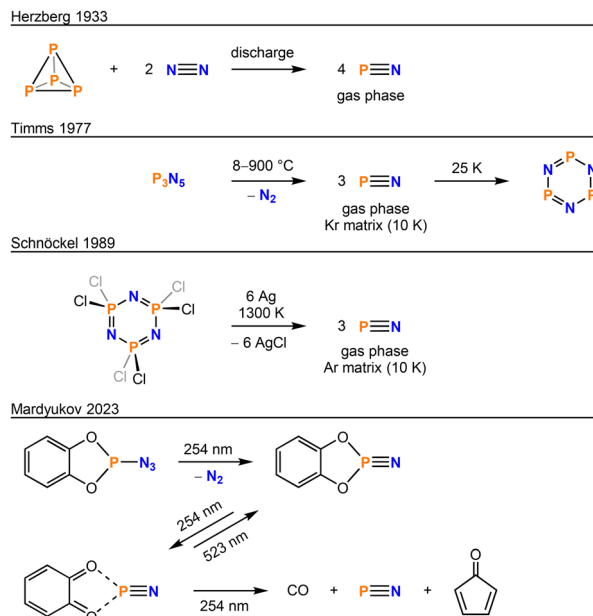 Herzberg 1933
P P P P + 2 N≡N discharge 4 P≡N
gas phase
Timms 1977
P₃N₅ 8–900 °C – N₂ 3 P≡N 25 K N P N P N P
gas phase
Kr matrix (10 K)
Schnöckel 1989
Cl Cl Cl Cl Cl Cl P N P N P N 6 Ag
1300 K
– 6 AgCl
3 P≡N
gas phase
Ar matrix (10 K)
Mardyukov 2023
O O P N₃ 254 nm – N₂ O O P≡N
254 nm
523 nm
O O P≡N 254 nm CO + P≡N + O